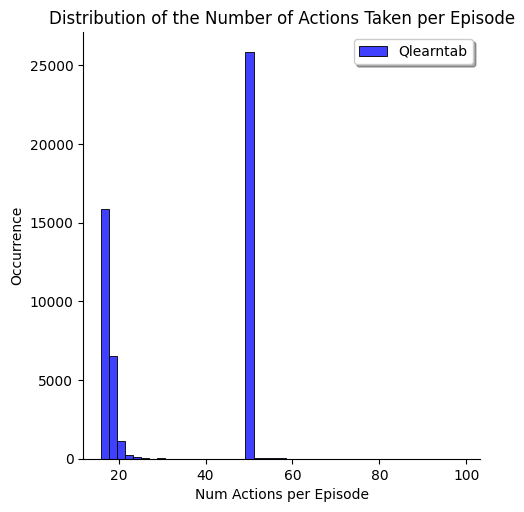 Distribution of the Number of Actions Taken per Episode
Qlearntab
25000
20000
15000
10000
5000
0
Occurrence
20 40 60 80 100
Num Actions per Episode